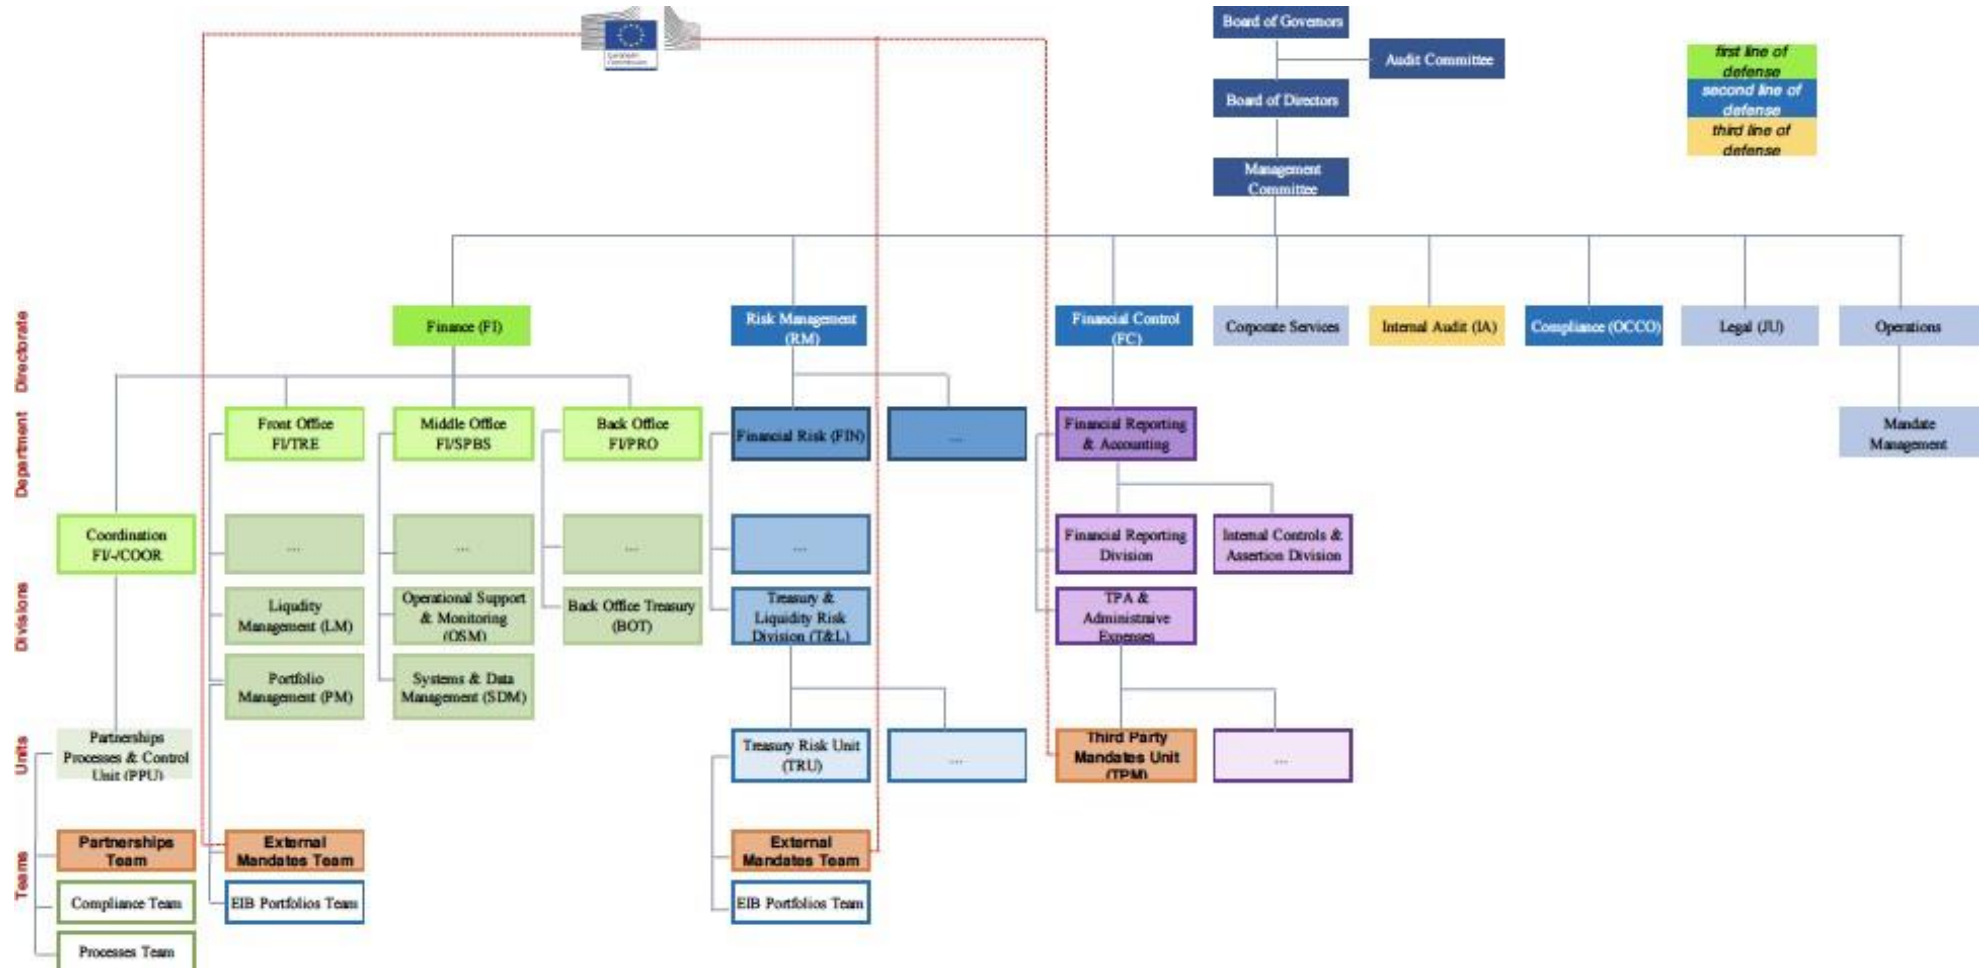 European
Commission
Board of Governors
Audit Committee
Board of Directors
Management
Committee
first line of
defense
second line of
defense
third line of
defense
Directorate
Finance (FI)
Risk Management
(RM)
Financial Control
(FC)
Corporate Services
Internal Audit (IA)
Compliance (OCCO)
Legal (JU)
Operations
Department
Front Office
FI/TRE
Middle Office
FI/SPBS
Back Office
FI/PRO
Financial Risk (FIN)
...
Financial Reporting
& Accounting
Mandate
Management
Coordination
FI/-/COOR
...
...
...
...
Financial Reporting
Division
Internal Controls &
Assertion Division
Divisions
Liqudity
Management (LM)
Operational Support
& Monitoring
(OSM)
Back Office Treasury
(BOT)
Treasury &
Liquidity Risk
Division (T&L)
TPA &
Administraive
Expenses
Portfolio
Management (PM)
Systems & Data
Management (SDM)
Units
Partnerships
Processes & Control
Unit (PPU)
Treasury Risk Unit
(TRU)
...
Third Party
Mandates Unit
(TPM)
...
Teams
Partnerships
Team
External
Mandates Team
External
Mandates Team
Compliance Team
EIB Portfolios Team
EIB Portfolios Team
Processes Team